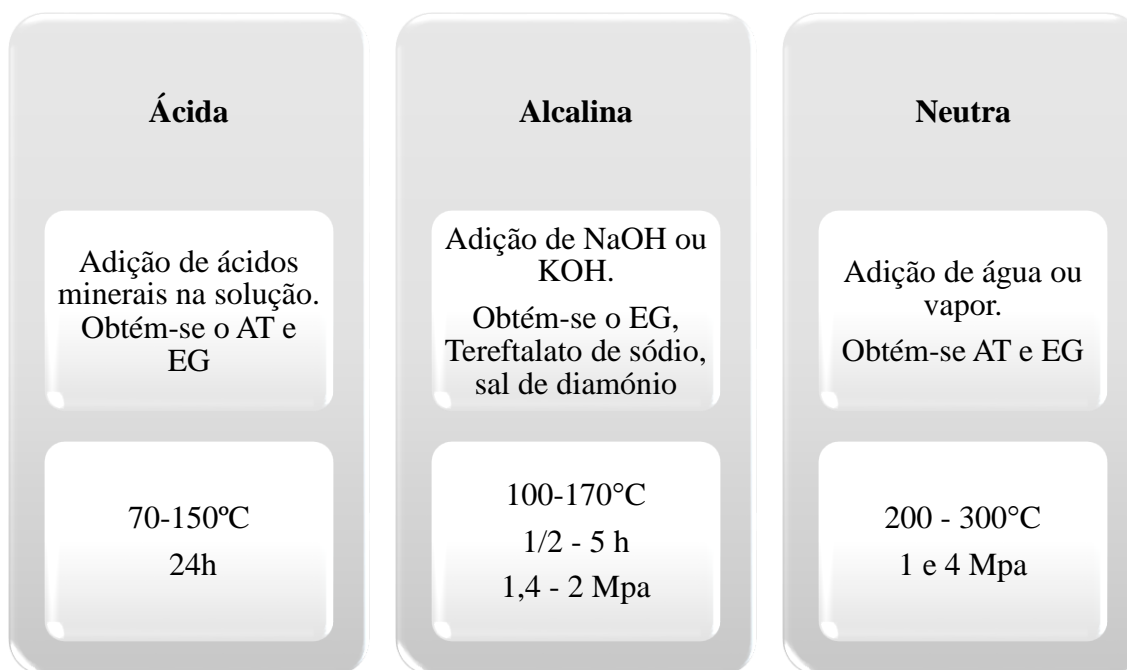 Ácida
Adição de ácidos
minerais na solução.
Obtém-se o AT e
EG
70-150ºC
24h
Alcalina
Adição de NaOH ou
KOH.
Obtém-se o EG,
Tereftalato de sódio,
sal de diamónio
100-170°C
1/2 - 5 h
1,4 - 2 Mpa
Neutra
Adição de água ou
vapor.
Obtém-se AT e EG
200 - 300°C
1 e 4 Mpa